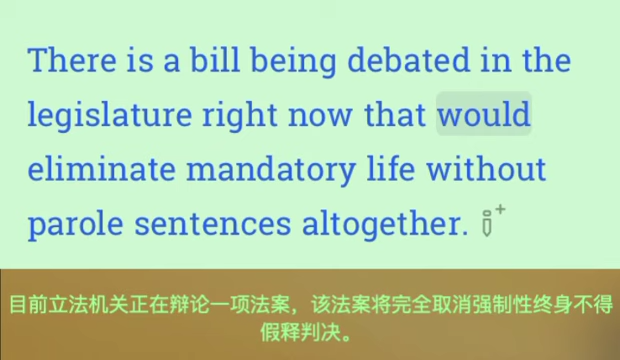 There is a bill being debated in the
legislature right now that would
eliminate mandatory life without
parole sentences altogether.
目前立法机关正在辩论一项法案，该法案将完全取消强制性终身不得
假释判决。